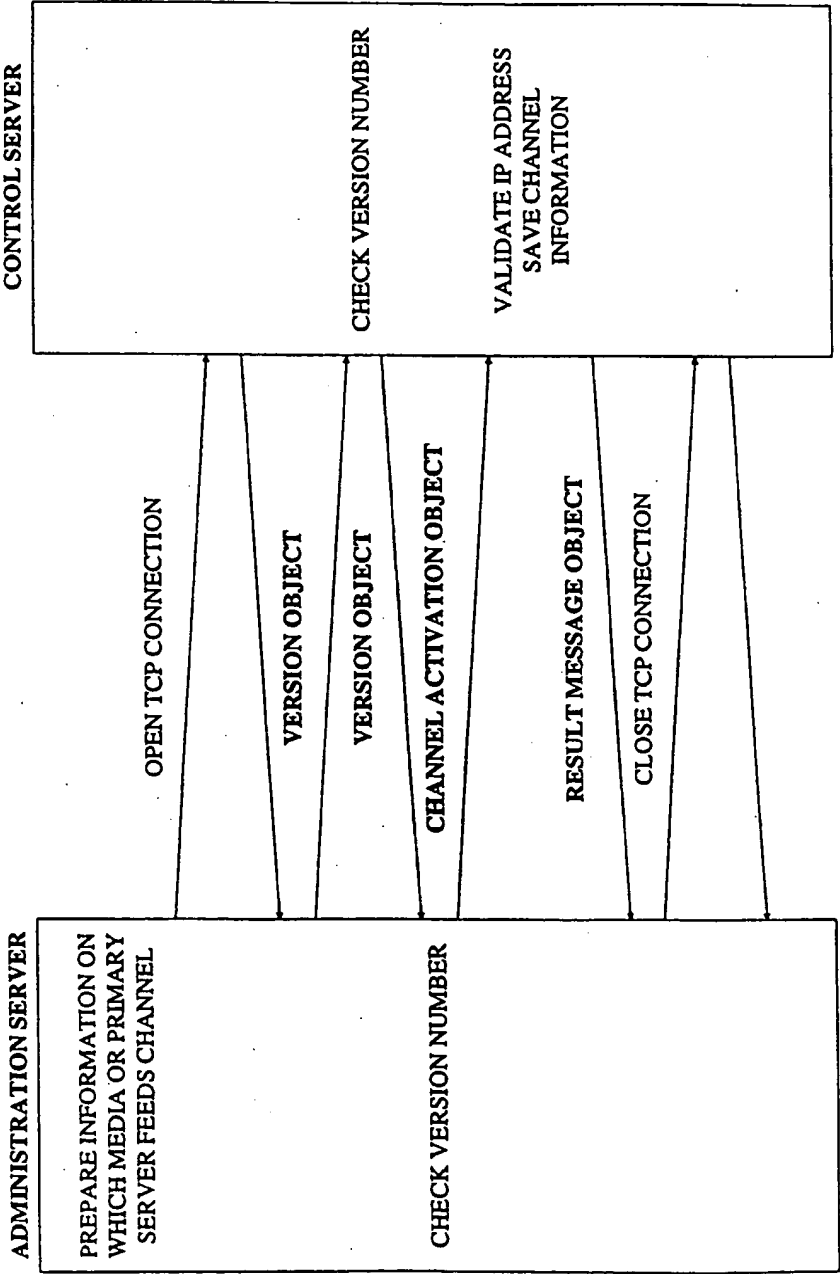 ADMINISTRATION SERVER
PREPARE INFORMATION ON
WHICH MEDIA OR PRIMARY
SERVER FEEDS CHANNEL
CHECK VERSION NUMBER
OPEN TCP CONNECTION
VERSION OBJECT
VERSION OBJECT
CHANNEL ACTIVATION OBJECT
RESULT MESSAGE OBJECT
CLOSE TCP CONNECTION
CONTROL SERVER
CHECK VERSION NUMBER
VALIDATE IP ADDRESS
SAVE CHANNEL
INFORMATION